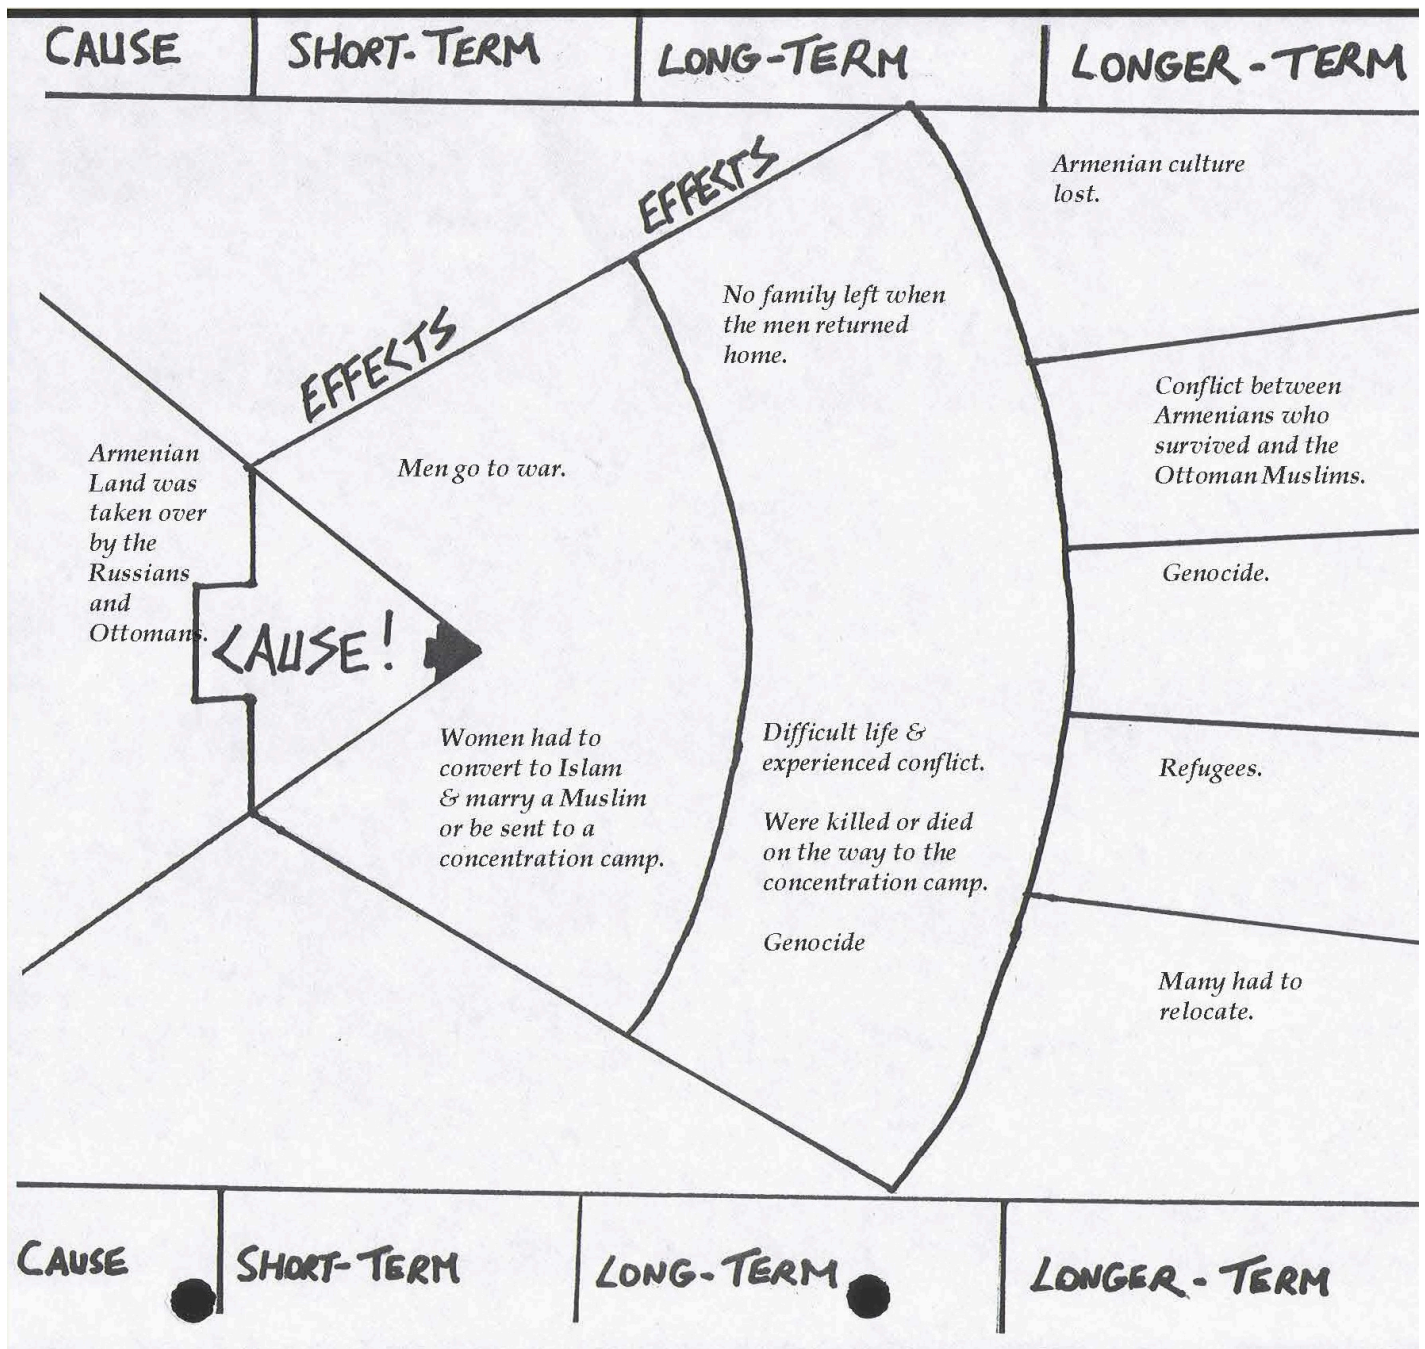 CAUSE
SHORT-TERM
LONG-TERM
LONGER-TERM
EFFECTS
EFFECTS
Armenian
Land was
taken over
by the
Russians
and
Ottomans.
CAUSE!
Men go to war.
Women had to
convert to Islam
& marry a Muslim
or be sent to a
concentration camp.
No family left when
the men returned
home.
Difficult life &
experienced conflict.
Were killed or died
on the way to the
concentration camp.
Genocide
Armenian culture
lost.
Conflict between
Armenians who
survived and the
Ottoman Muslims.
Genocide.
Refugees.
Many had to
relocate.
CAUSE
SHORT-TERM
LONG-TERM
LONGER-TERM